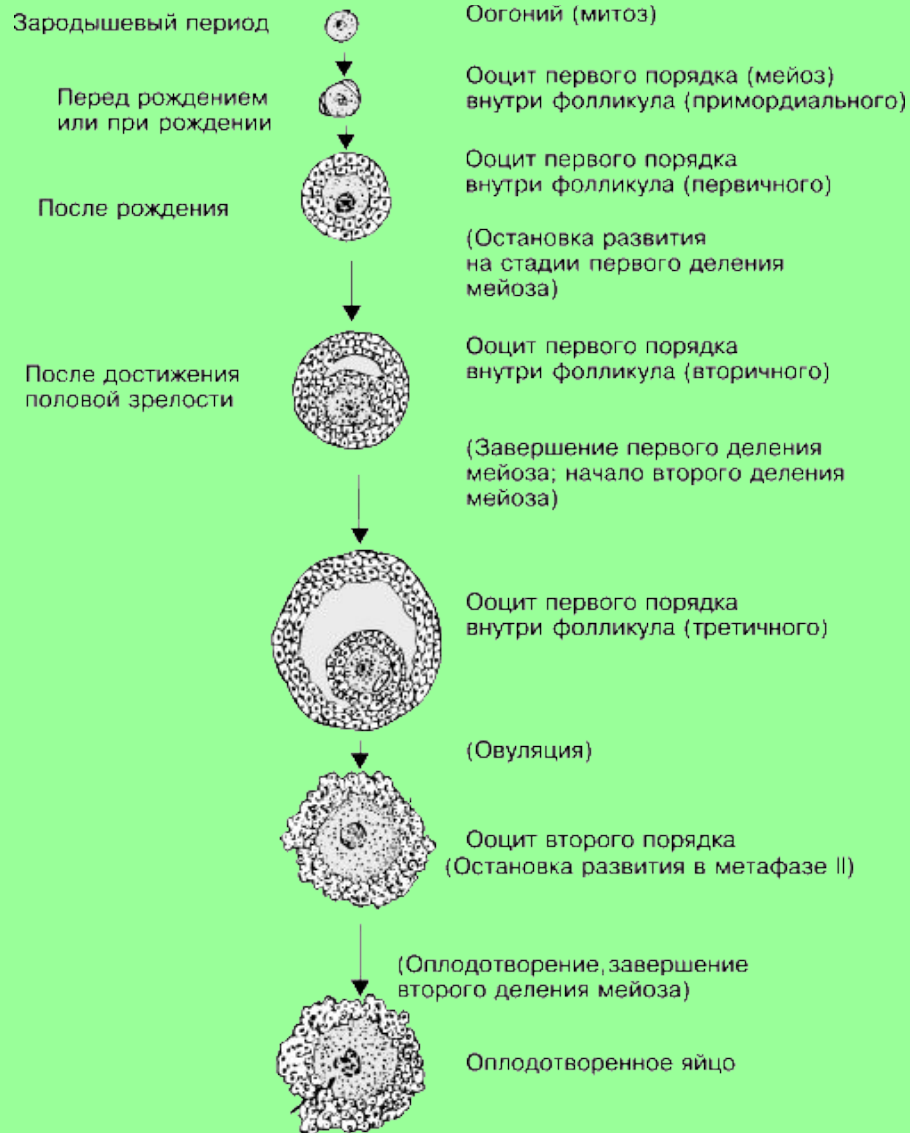 Зародышевый период
Оогоний (митоз)
Перед рождением
или при рождении
Ооцит первого порядка (мейоз)
внутри фолликула (примордиального)
Ооцит первого порядка
внутри фолликула (первичного)
После рождения
(Остановка развития
на стадии первого деления
мейоза)
После достижения
половой зрелости
Ооцит первого порядка
внутри фолликула (вторичного)
(Завершение первого деления
мейоза; начало второго деления
мейоза)
Ооцит первого порядка
внутри фолликула (третичного)
(Овуляция)
Ооцит второго порядка
(Остановка развития в метафазе II)
(Оплодотворение, завершение
второго деления мейоза)
Оплодотворенное яйцо